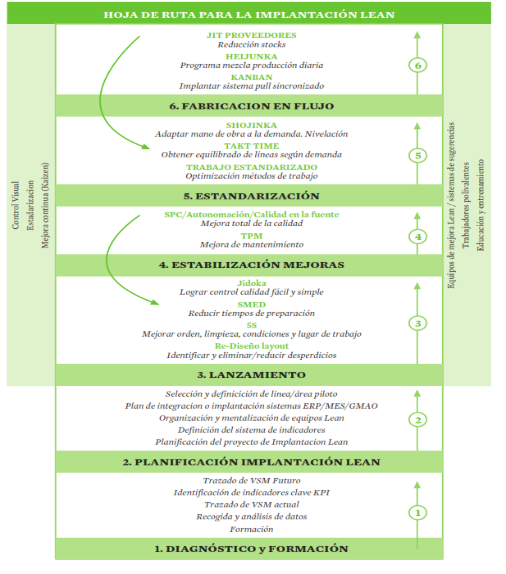 HOJA DE RUTA PARA LA IMPLANTACIÓN LEAN
JIT PROVEEDORES
Reducción stocks
HEIJUNKA
Programa mezcla producción diaria
KANBAN
Implantar sistema pull sincronizado
6
6. FABRICACION EN FLUJO
SHOJINKA
Adaptar mano de obra a la demanda. Nivelación
TAKT TIME
Obtener equilibrado de líneas según demanda
TRABAJO ESTANDARIZADO
Optimización métodos de trabajo
5
5. ESTANDARIZACIÓN
SPC/Autonomación/Calidad en la fuente
Mejora total de la calidad
TPM
Mejora de mantenimiento
4
4. ESTABILIZACIÓN MEJORAS
Jidoka
Lograr control calidad fácil y simple
SMED
Reducir tiempos de preparación
5S
Mejorar orden, limpieza, condiciones y lugar de trabajo
Re-Diseño layout
Identificar y eliminar/reducir desperdicios
3
3. LANZAMIENTO
Selección y definición de línea/área piloto
Plan de integracion o implantación sistemas ERP/MES/GMAO
Organización y mentalización de equipos Lean
Definición del sistema de indicadores
Planificación del proyecto de Implantacion Lean
2
2. PLANIFICACIÓN IMPLANTACIÓN LEAN
Trazado de VSM Futuro
Identificación de indicadores clave KPI
Trazado de VSM actual
Recogida y análisis de datos
Formación
1
1. DIAGNÓSTICO y FORMACIÓN
Control Visual
Estadarizacion
Mejora continua (Kaizen)
Equipos de mejora Lean / sistemas de sugerencias
Trabajadores polivalentes
Educación y entrenamiento